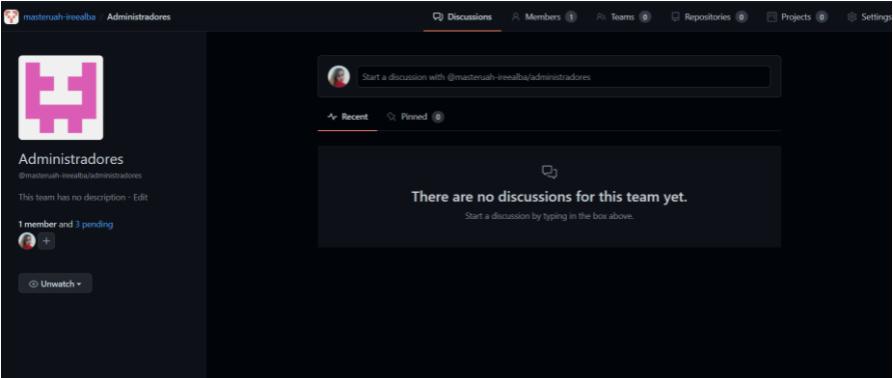 masteruah-ireealba / Administradores
Discussions Members 1 Teams 0 Repositories 0 Projects 0 Settings
Start a discussion with @masteruah-ireealba/administradores
Recent Pinned 0
Administradores
@masteruah-ireealba/administradores
This team has no description - Edit
1 member and 3 pending
+
Unwatch
There are no discussions for this team yet.
Start a discussion by typing in the box above.